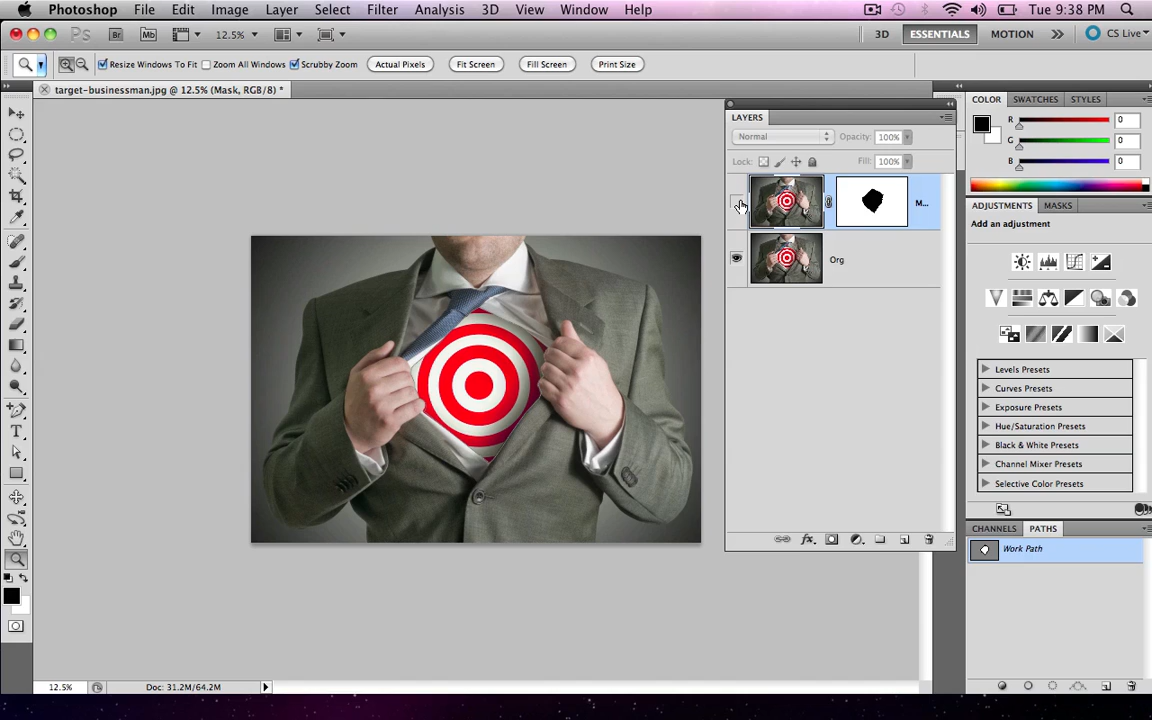 Photoshop File Edit Image Layer Select Filter Analysis 3D View Window Help Tue 9:38 PM
Ps Br Mb 12.5% 3D ESSENTIALS MOTION CS Live
Resize Windows To Fit Zoom All Windows Scrubby Zoom Actual Pixels Fit Screen Fill Screen Print Size
target-businessman.jpg @ 12.5% (Mask, RGB/8) *
LAYERS
Normal Opacity: 100%
Lock: Fill: 100%
M...
Org
fx
COLOR SWATCHES STYLES
R 0
G 0
B 0
ADJUSTMENTS MASKS
Add an adjustment
Levels Presets
Curves Presets
Exposure Presets
Hue/Saturation Presets
Black & White Presets
Channel Mixer Presets
Selective Color Presets
CHANNELS PATHS
Work Path
T
12.5% Doc: 31.2M/64.2M